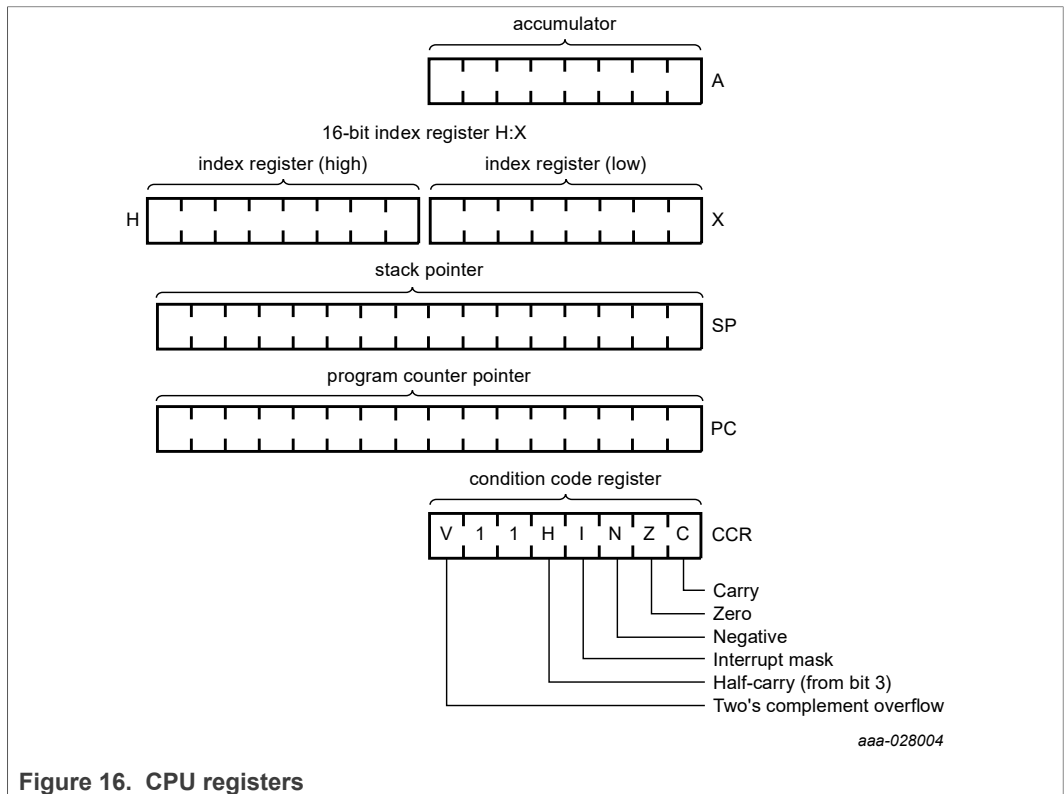 accumulator
A
16-bit index register H:X
index register (high) index register (low)
H X
stack pointer
SP
program counter pointer
PC
condition code register
V 1 1 H I N Z C CCR
Carry
Zero
Negative
Interrupt mask
Half-carry (from bit 3)
Two's complement overflow
aaa-028004
Figure 16. CPU registers